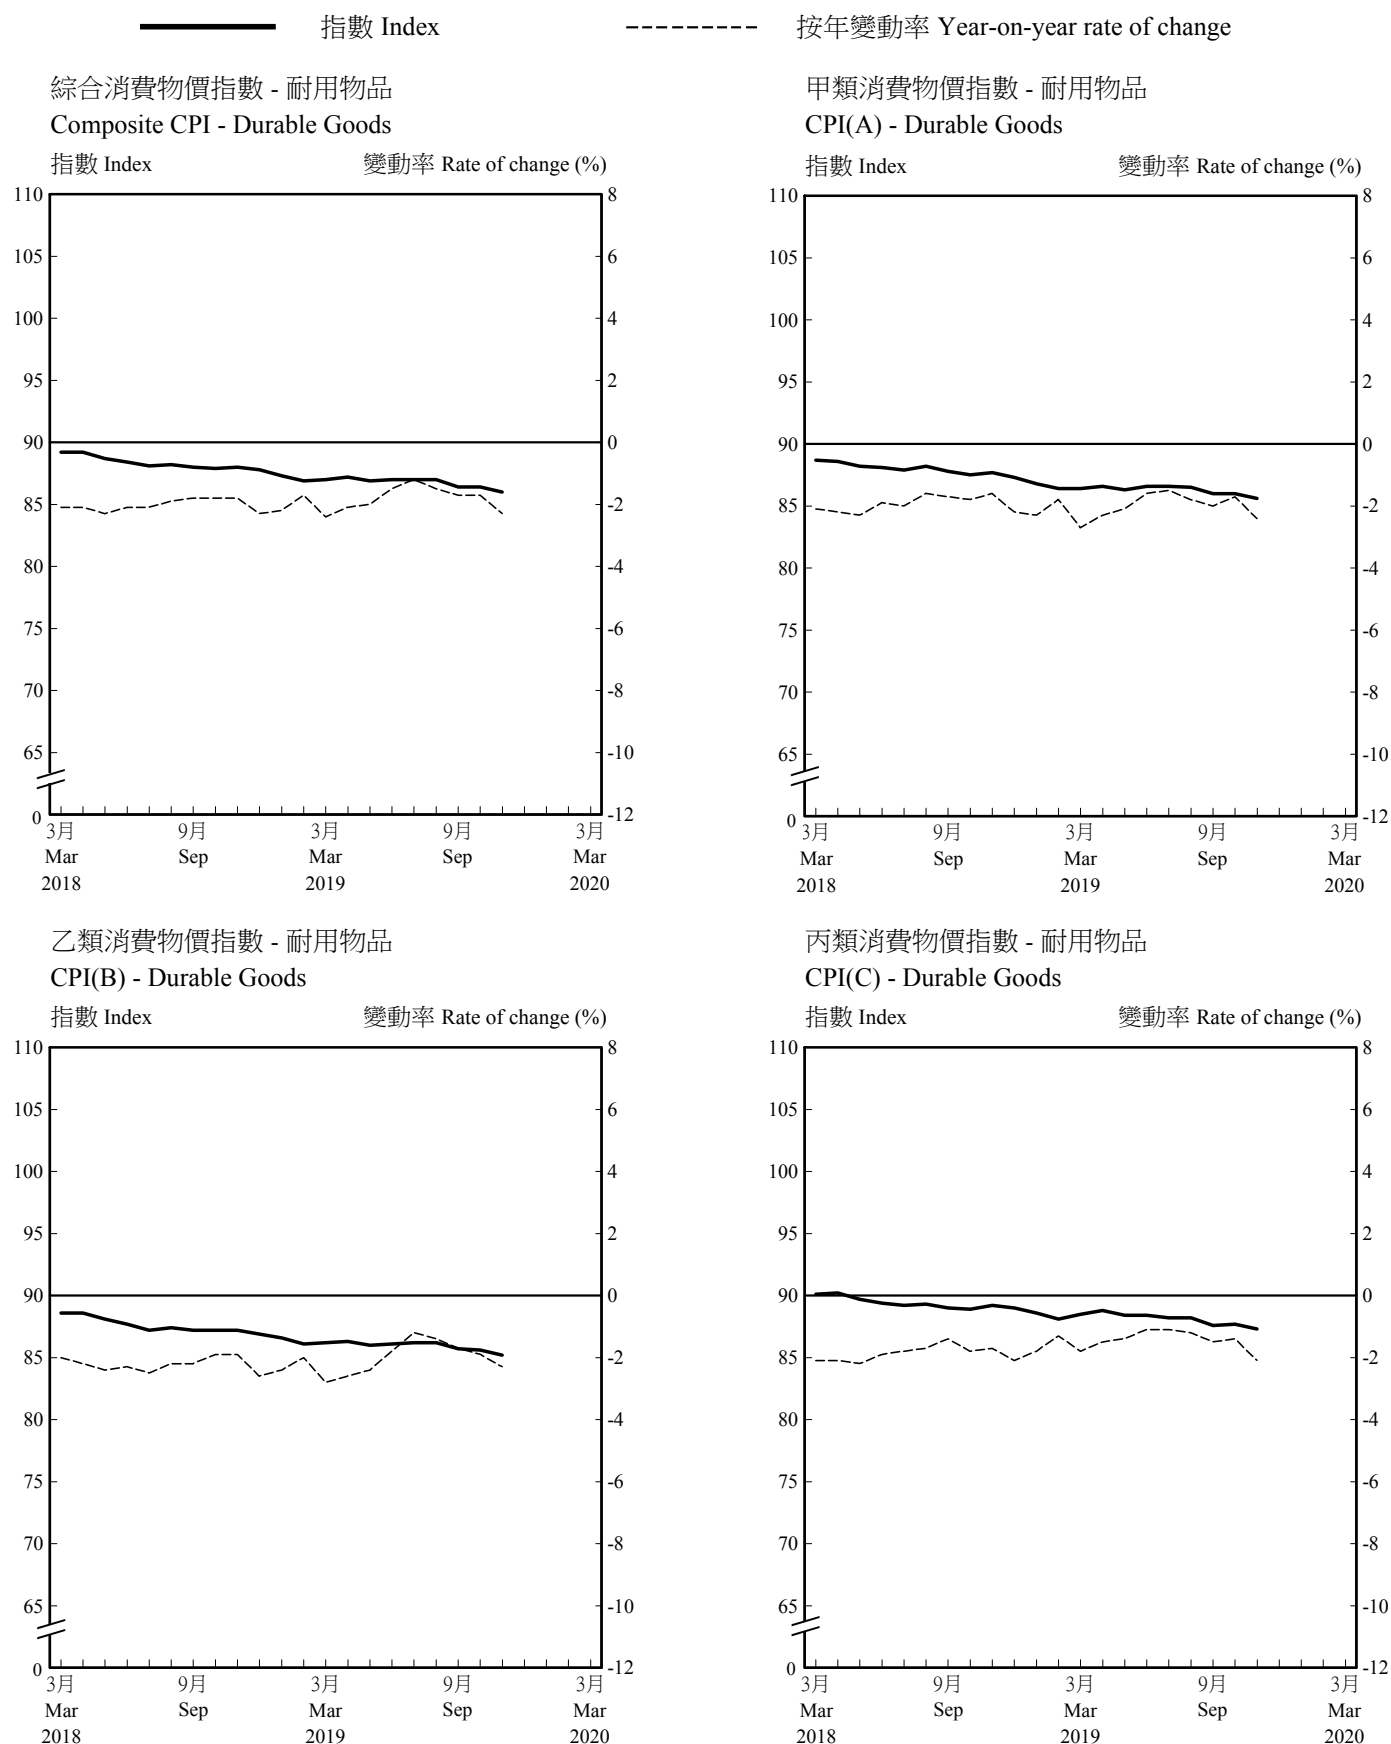 指數 Index
按年變動率 Year-on-year rate of change
綜合消費物價指數 - 耐用物品
Composite CPI - Durable Goods
指數 Index
變動率 Rate of change (%)
110
105
100
95
90
85
80
75
70
65
0
8
6
4
2
0
-2
-4
-6
-8
-10
-12
3月
Mar
2018
9月
Sep
3月
Mar
2019
9月
Sep
3月
Mar
2020
甲類消費物價指數 - 耐用物品
CPI(A) - Durable Goods
指數 Index
變動率 Rate of change (%)
110
105
100
95
90
85
80
75
70
65
0
8
6
4
2
0
-2
-4
-6
-8
-10
-12
3月
Mar
2018
9月
Sep
3月
Mar
2019
9月
Sep
3月
Mar
2020
乙類消費物價指數 - 耐用物品
CPI(B) - Durable Goods
指數 Index
變動率 Rate of change (%)
110
105
100
95
90
85
80
75
70
65
0
8
6
4
2
0
-2
-4
-6
-8
-10
-12
3月
Mar
2018
9月
Sep
3月
Mar
2019
9月
Sep
3月
Mar
2020
丙類消費物價指數 - 耐用物品
CPI(C) - Durable Goods
指數 Index
變動率 Rate of change (%)
110
105
100
95
90
85
80
75
70
65
0
8
6
4
2
0
-2
-4
-6
-8
-10
-12
3月
Mar
2018
9月
Sep
3月
Mar
2019
9月
Sep
3月
Mar
2020